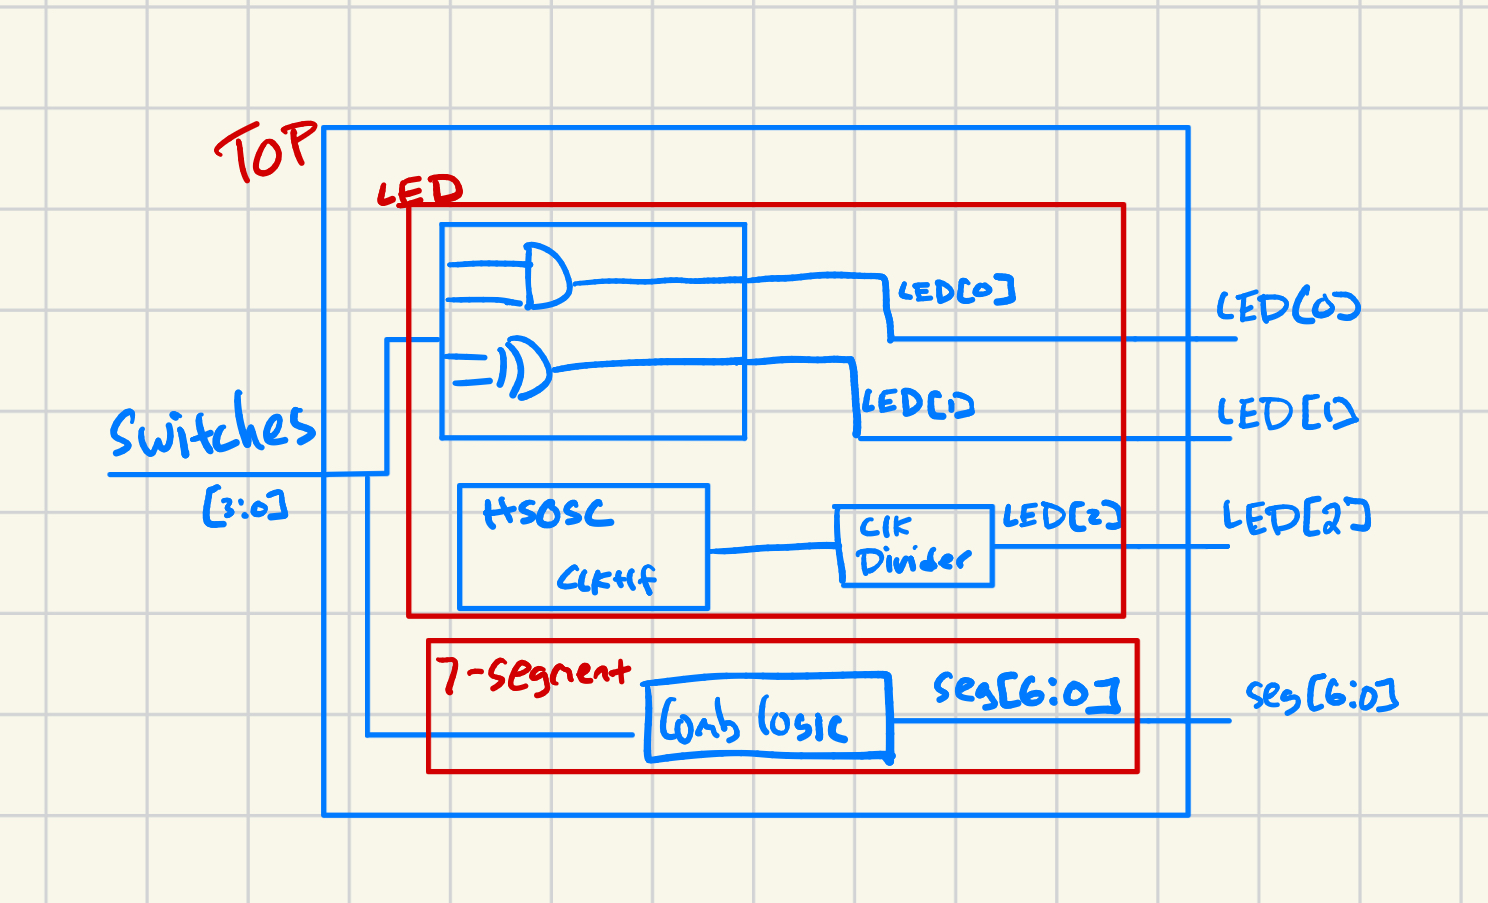 TOP
LED
LED[0]
LED[0]
LED[1]
LED[1]
Switches
[3:0]
HSOSC
CLKHf
Clk
Divider
LED[2]
LED[2]
7-segment
Comb logic
seg[6:0]
seg[6:0]